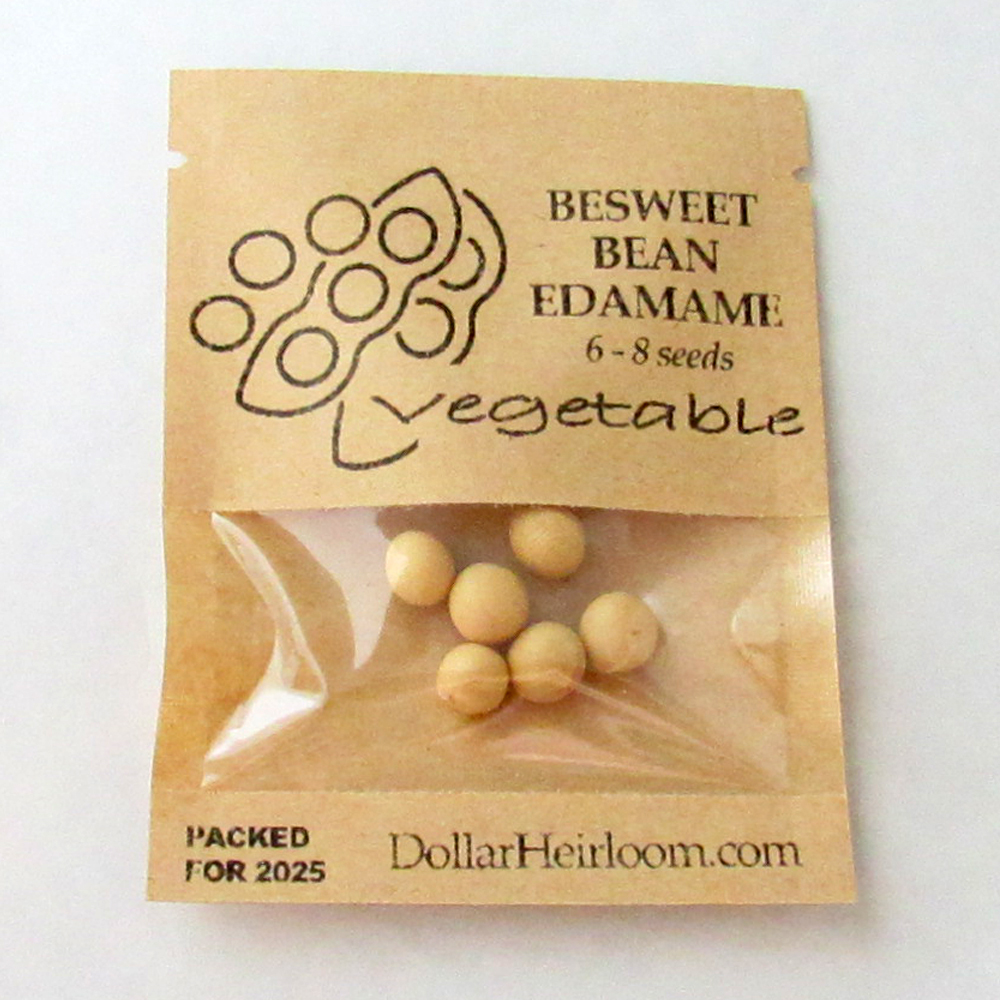 BESWEET
BEAN
EDAMAME
6 - 8 seeds
vegetable
PACKED
FOR 2025
DollarHeirloom.com